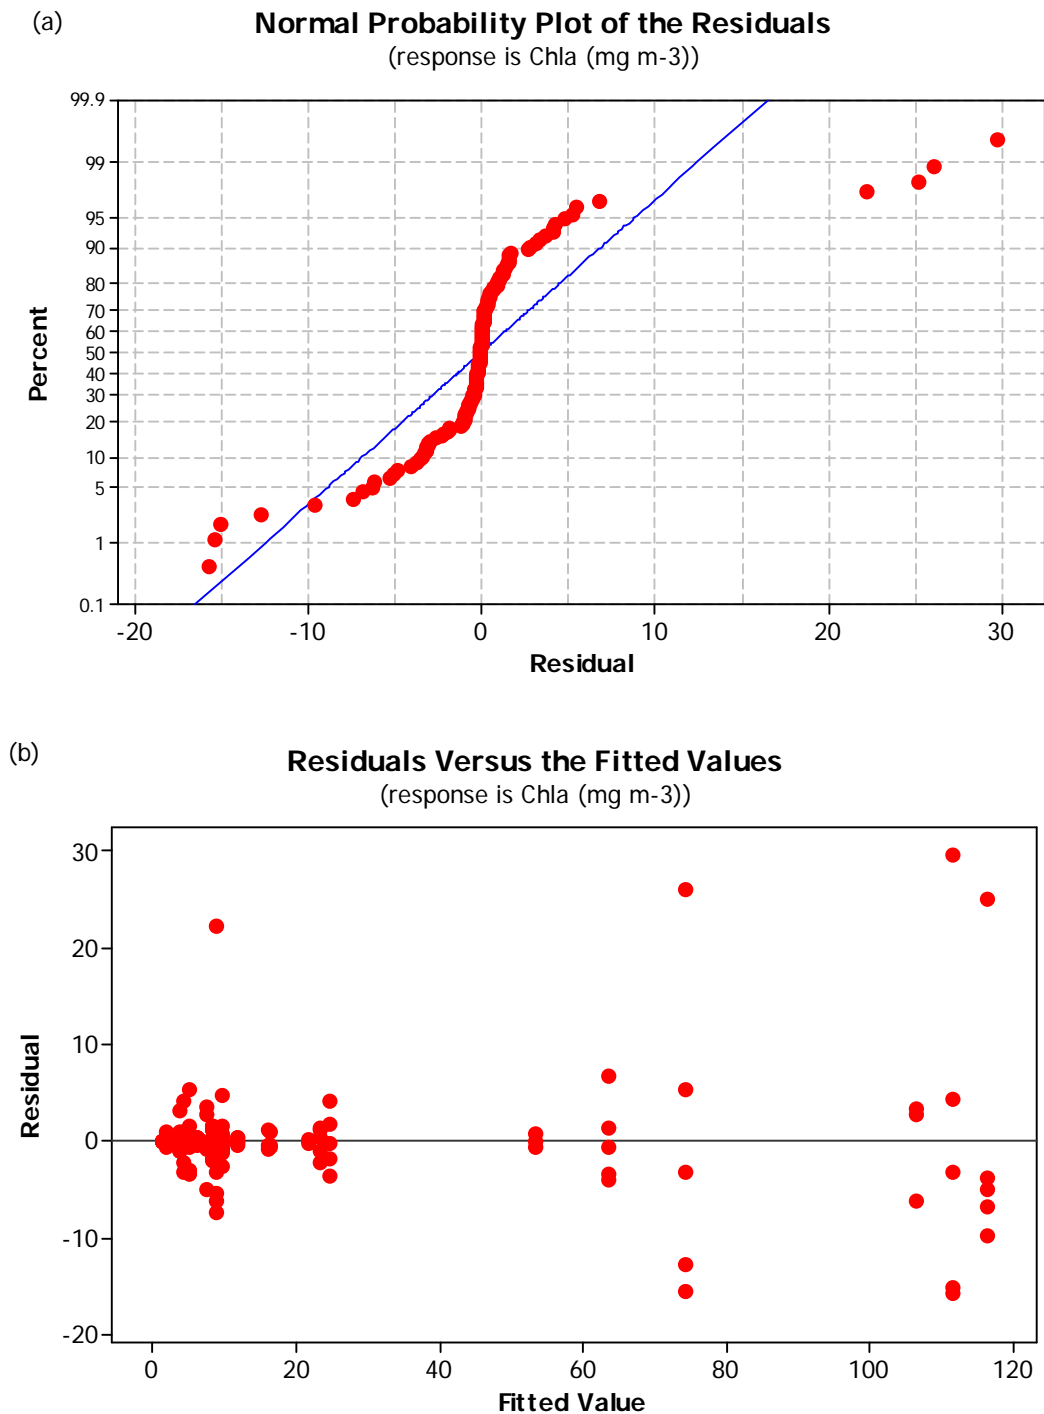 (a)
Normal Probability Plot of the Residuals
(response is Chla (mg m-3))
99.9
99
95
90
80
70
60
50
40
30
20
10
5
1
0.1
Percent
-20 -10 0 10 20 30
Residual
(b)
Residuals Versus the Fitted Values
(response is Chla (mg m-3))
30
20
10
0
-10
-20
Residual
0 20 40 60 80 100 120
Fitted Value